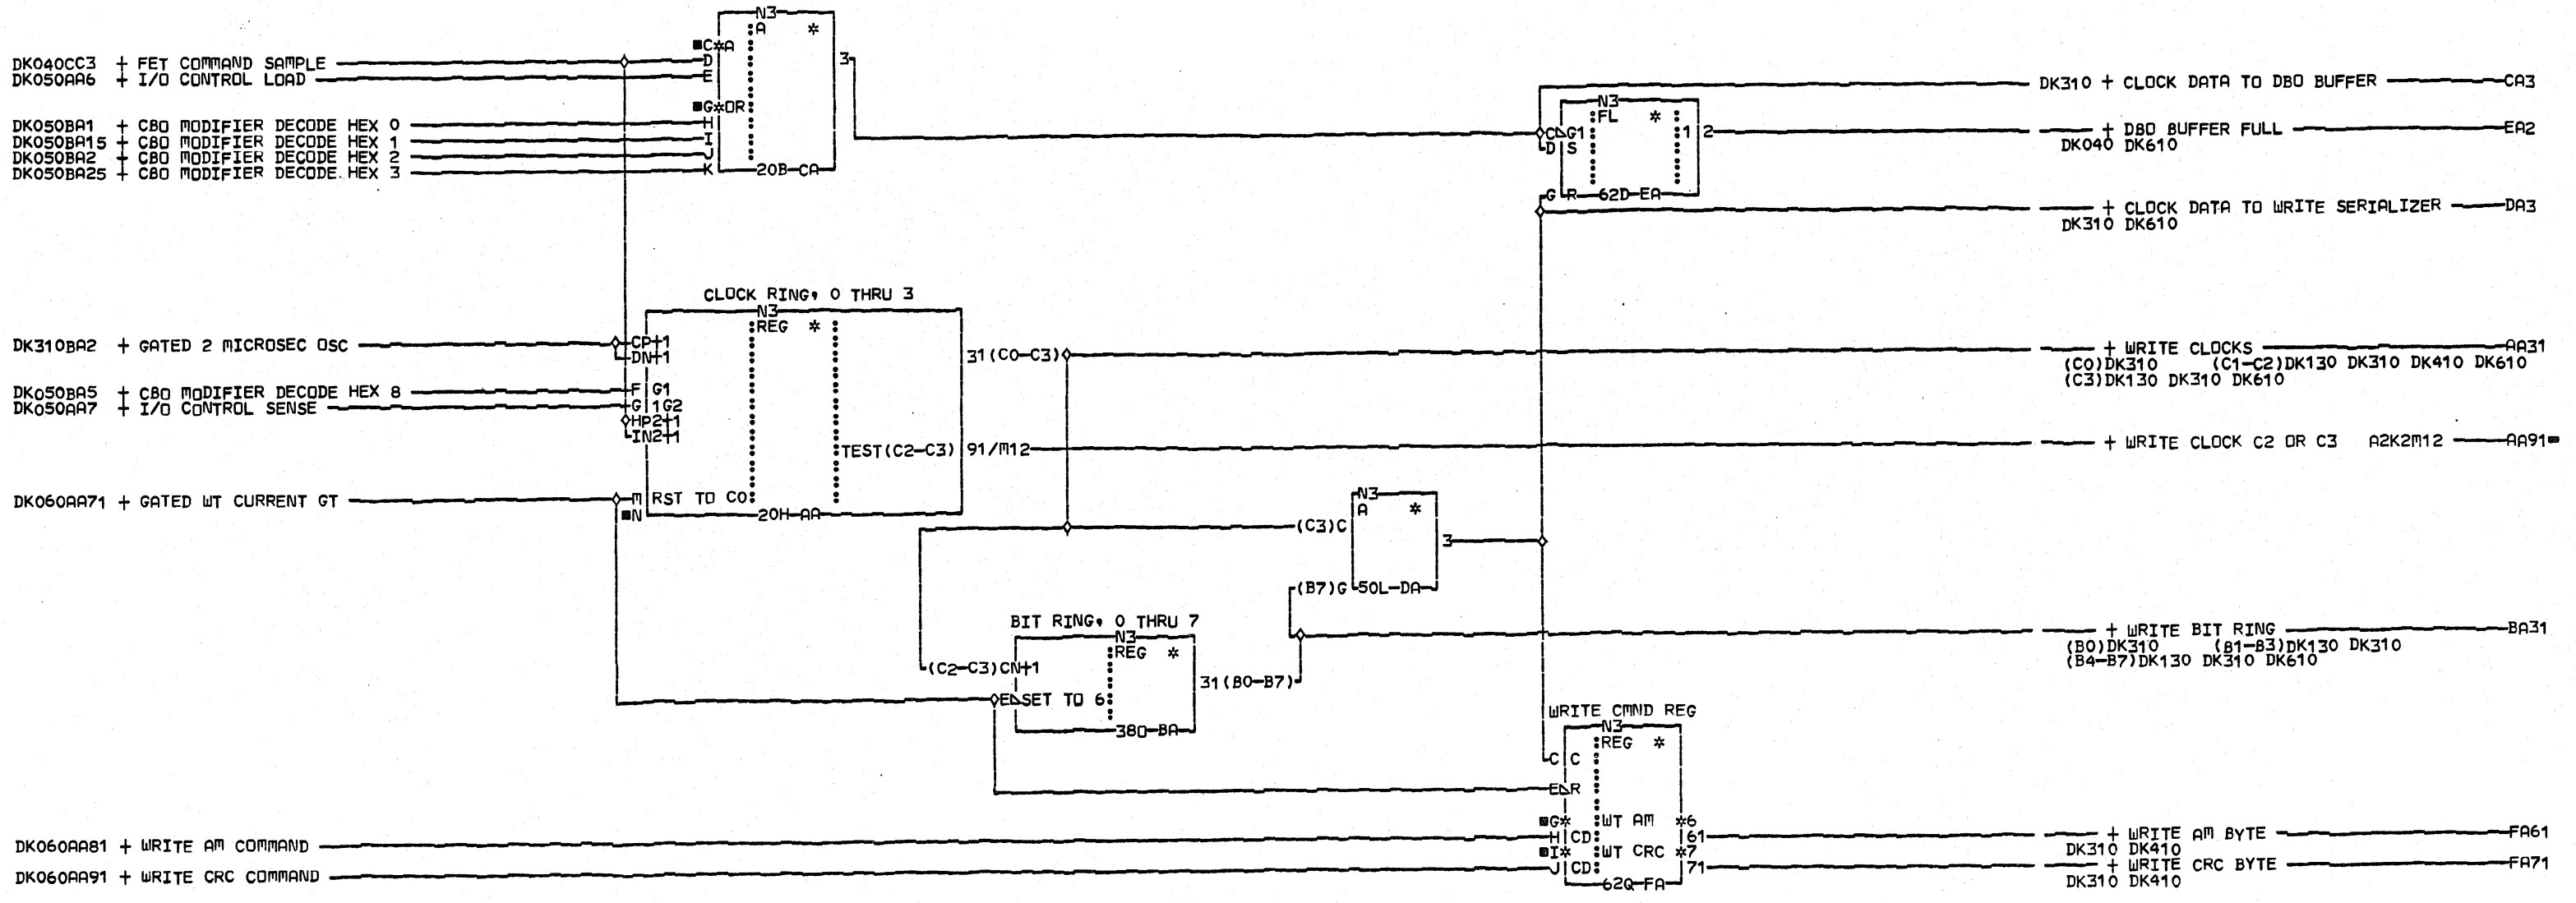 N3
A *
■C*A
DK040CC3 + FET COMMAND SAMPLE D
DK050AA6 + I/O CONTROL LOAD E
3
■G*OR
DK050BA1 + CBO MODIFIER DECODE HEX 0 H
DK050BA15 + CBO MODIFIER DECODE HEX 1 I
DK050BA2 + CBO MODIFIER DECODE HEX 2 J
DK050BA25 + CBO MODIFIER DECODE HEX 3 K
20B-CA
DK310 + CLOCK DATA TO DBO BUFFER CA3
N3
FL *
C G1 1 2
D S
G R 62D-EA
+ DBO BUFFER FULL EA2
DK040 DK610
+ CLOCK DATA TO WRITE SERIALIZER DA3
DK310 DK610
CLOCK RING, 0 THRU 3
N3
REG *
DK310BA2 + GATED 2 MICROSEC OSC CP+1
DN+1
DK050BA5 + CBO MODIFIER DECODE HEX 8 F G1
DK050AA7 + I/O CONTROL SENSE G 1G2
HP2+1
IN2+1
31(C0-C3)
TEST(C2-C3) 91/M12
DK060AA71 + GATED WT CURRENT GT M RST TO C0
■N
20H-AA
+ WRITE CLOCKS AA31
(C0)DK310 (C1-C2)DK130 DK310 DK410 DK610
(C3)DK130 DK310 DK610
+ WRITE CLOCK C2 OR C3 A2K2M12 AA91■
N3
A *
(C3)C
3
(B7)G 50L-DA
BIT RING, 0 THRU 7
N3
REG *
(C2-C3)CN+1
31(B0-B7)
E SET TO 6
380-BA
+ WRITE BIT RING BA31
(B0)DK310 (B1-B3)DK130 DK310
(B4-B7)DK130 DK310 DK610
WRITE CMND REG
N3
REG *
C C
E R
■G* WT AM *6
DK060AA81 + WRITE AM COMMAND H CD 61
■I* WT CRC *7
DK060AA91 + WRITE CRC COMMAND J CD 71
62Q-FA
+ WRITE AM BYTE FA61
DK310 DK410
+ WRITE CRC BYTE FA71
DK310 DK410